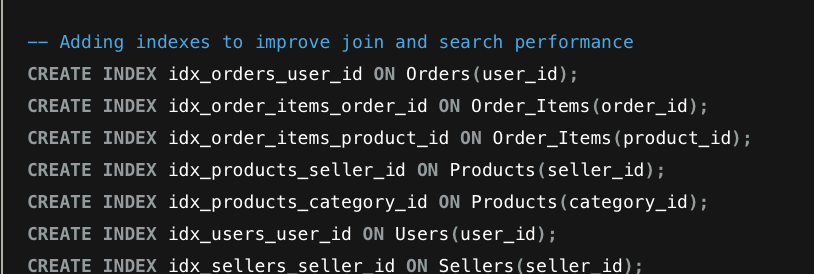 -- Adding indexes to improve join and search performance
CREATE INDEX idx_orders_user_id ON Orders(user_id);
CREATE INDEX idx_order_items_order_id ON Order_Items(order_id);
CREATE INDEX idx_order_items_product_id ON Order_Items(product_id);
CREATE INDEX idx_products_seller_id ON Products(seller_id);
CREATE INDEX idx_products_category_id ON Products(category_id);
CREATE INDEX idx_users_user_id ON Users(user_id);
CREATE INDEX idx_sellers_seller_id ON Sellers(seller_id);